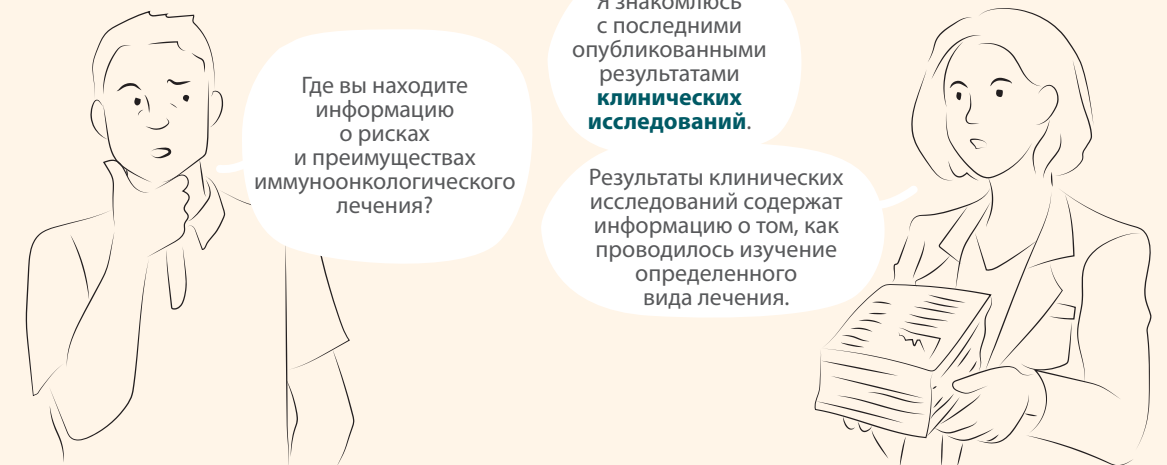 Где вы находите
информацию
о рисках
и преимуществах
иммуноонкологического
лечения?
Я знакомлюсь
с последними
опубликованными
результатами
клинических
исследований.
Результаты клинических
исследований содержат
информацию о том, как
проводилось изучение
определенного
вида лечения.